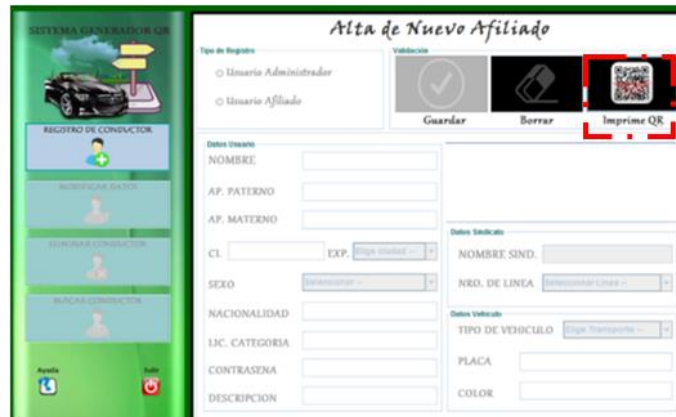 SISTEMA GENERADOR QR
REGISTRO DE CONDUCTOR
MODIFICAR DATOS
ELIMINAR CONDUCTOR
BUSCAR CONDUCTOR
Ayuda
Salir
Alta de Nuevo Afiliado
Tipo de Registro
Usuario Administrador
Usuario Afiliado
Validación
Guardar
Borrar
Imprime QR
Datos Usuario
NOMBRE
AP. PATERNO
AP. MATERNO
CI.
EXP.
Elige ciudad --
SEXO
Seleccionar --
NACIONALIDAD
LIC. CATEGORIA
CONTRASENA
DESCRIPCION
Datos Sindicato
NOMBRE SIND.
NRO. DE LINEA
Seleccionar Linea --
Datos Vehiculo
TIPO DE VEHICULO
Elige Transporte --
PLACA
COLOR